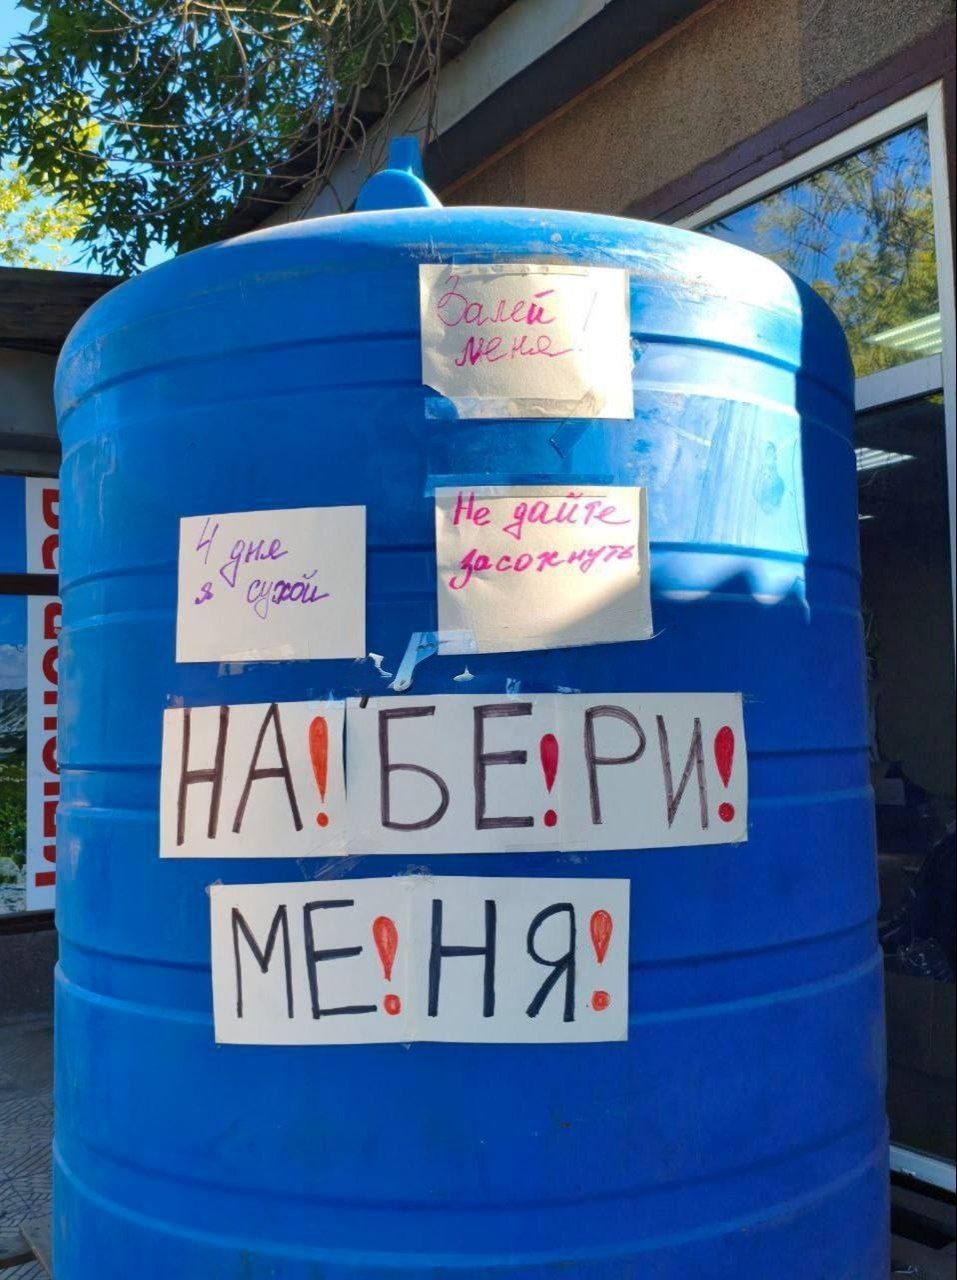 Залей
меня!
Не дайте
засохнуть
4 дня
я сухой
НА!БЕ!РИ!
МЕ!НЯ!